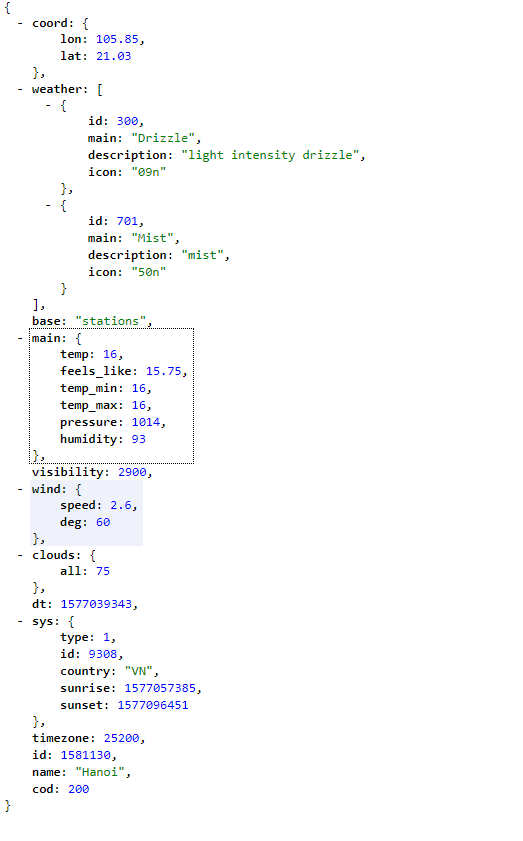 {
- coord: {
lon: 105.85,
lat: 21.03
},
- weather: [
- {
id: 300,
main: "Drizzle",
description: "light intensity drizzle",
icon: "09n"
},
- {
id: 701,
main: "Mist",
description: "mist",
icon: "50n"
}
],
base: "stations",
- main: {
temp: 16,
feels_like: 15.75,
temp_min: 16,
temp_max: 16,
pressure: 1014,
humidity: 93
},
visibility: 2900,
- wind: {
speed: 2.6,
deg: 60
},
- clouds: {
all: 75
},
dt: 1577039343,
- sys: {
type: 1,
id: 9308,
country: "VN",
sunrise: 1577057385,
sunset: 1577096451
},
timezone: 25200,
id: 1581130,
name: "Hanoi",
cod: 200
}